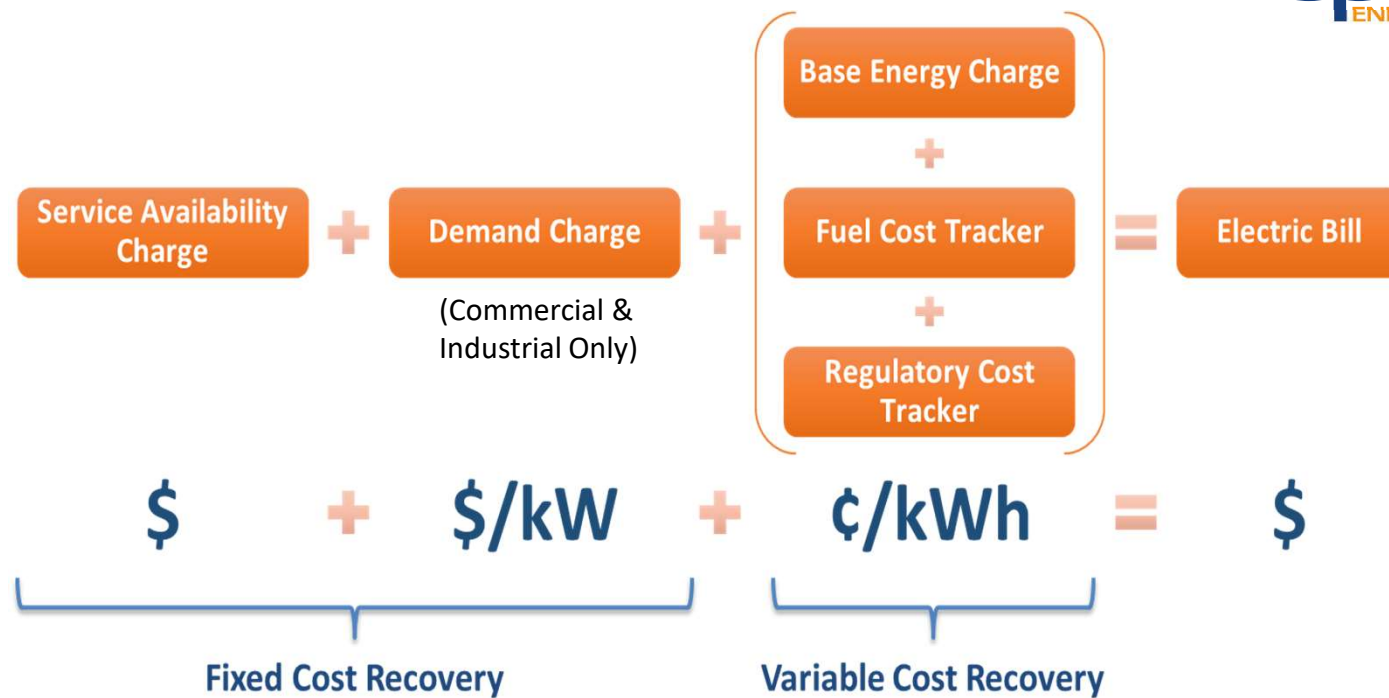 ENE
Base Energy Charge
+
Service Availability
Charge
+
Demand Charge
+
Fuel Cost Tracker
=
Electric Bill
(Commercial &
Industrial Only)
+
Regulatory Cost
Tracker
$ + $/kW + ¢/kWh = $
Fixed Cost Recovery
Variable Cost Recovery